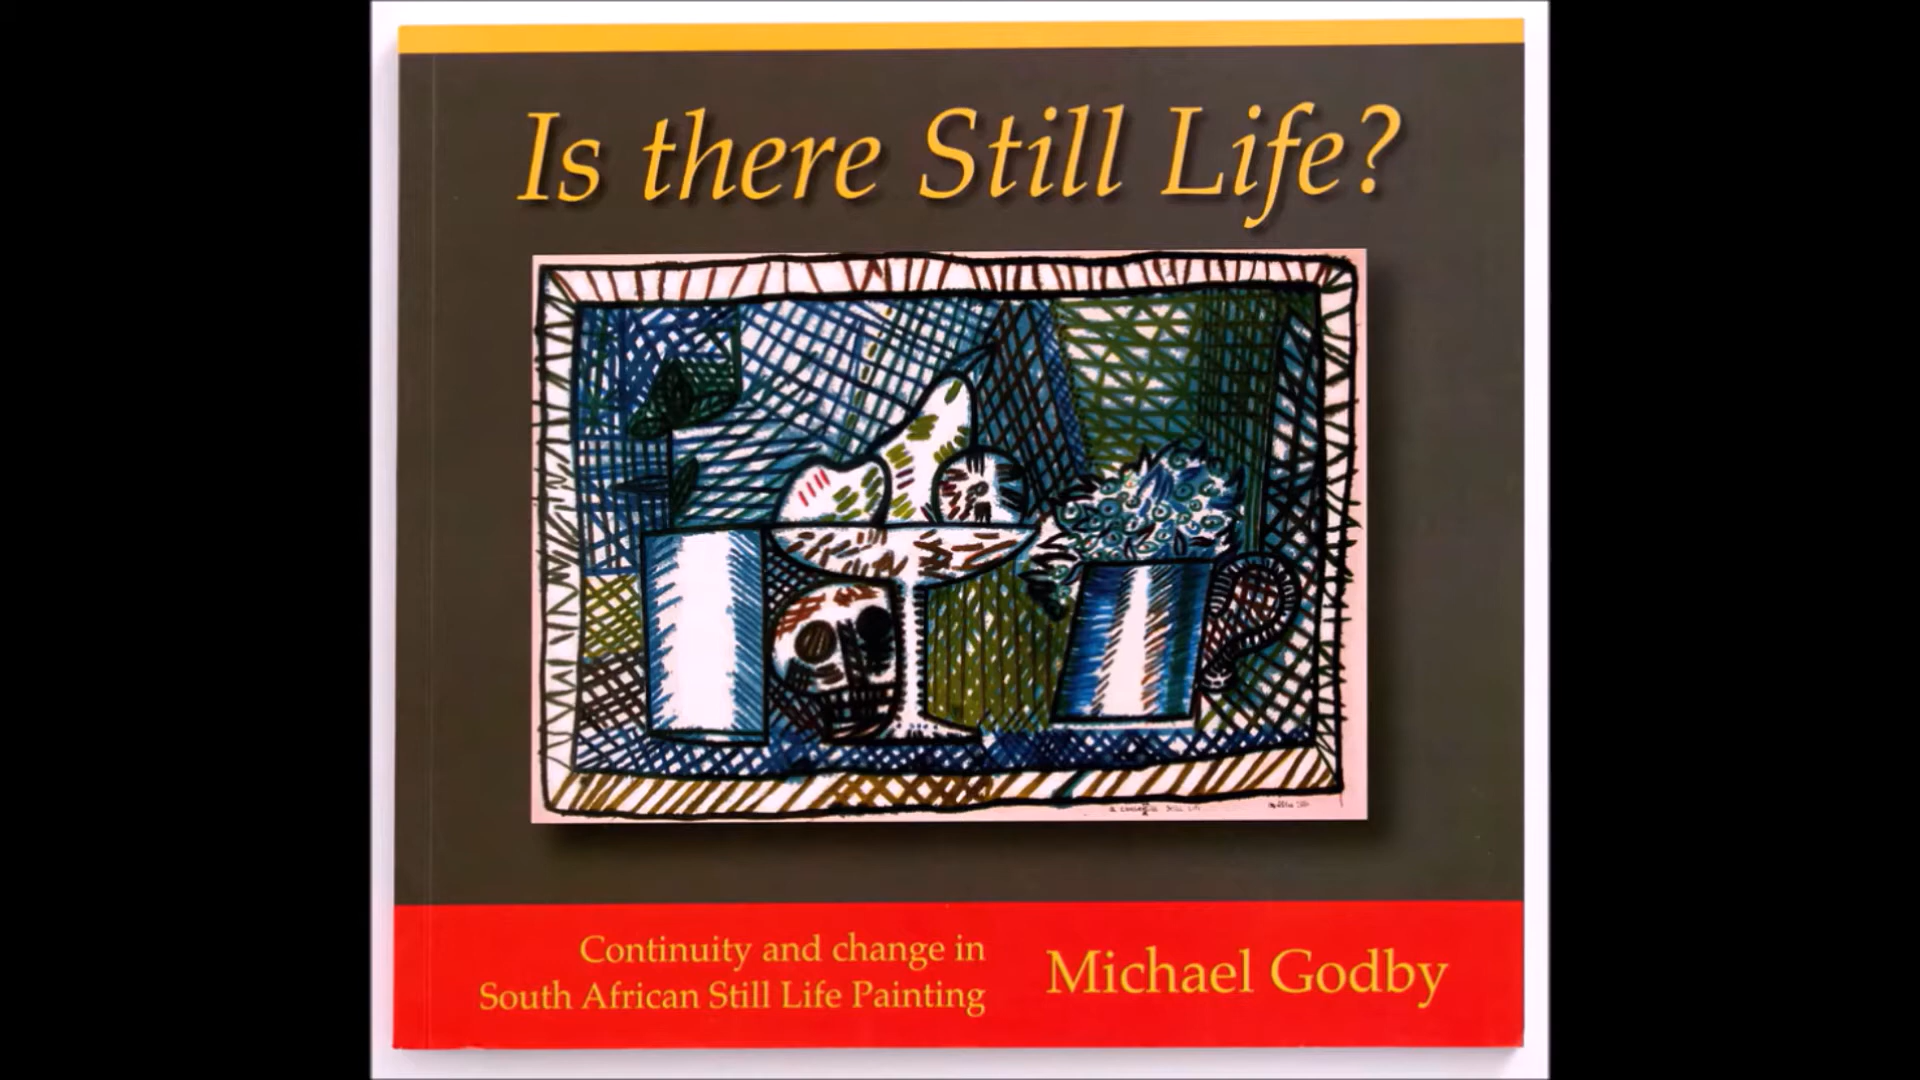 Is there Still Life?
Continuity and change in
South African Still Life Painting
Michael Godby